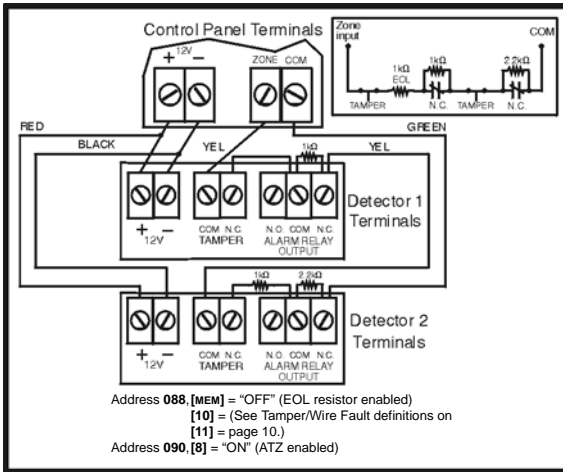 Control Panel Terminals
+ 12V –
ZONE COM
Zone input
COM
1kΩ EOL
1kΩ
2.2kΩ
TAMPER
N.C.
TAMPER
N.C.
RED
BLACK
YEL
1kΩ
YEL
GREEN
Detector 1 Terminals
+ 12V –
COM N.C.
TAMPER
N.O. COM N.C.
ALARM RELAY
OUTPUT
1kΩ
2.2kΩ
Detector 2 Terminals
+ 12V –
COM N.C.
TAMPER
N.O. COM N.C.
ALARM RELAY
OUTPUT
Address 088, [MEM] = “OFF” (EOL resistor enabled)
[10] = (See Tamper/Wire Fault definitions on
[11] = page 10.)
Address 090, [8] = “ON” (ATZ enabled)